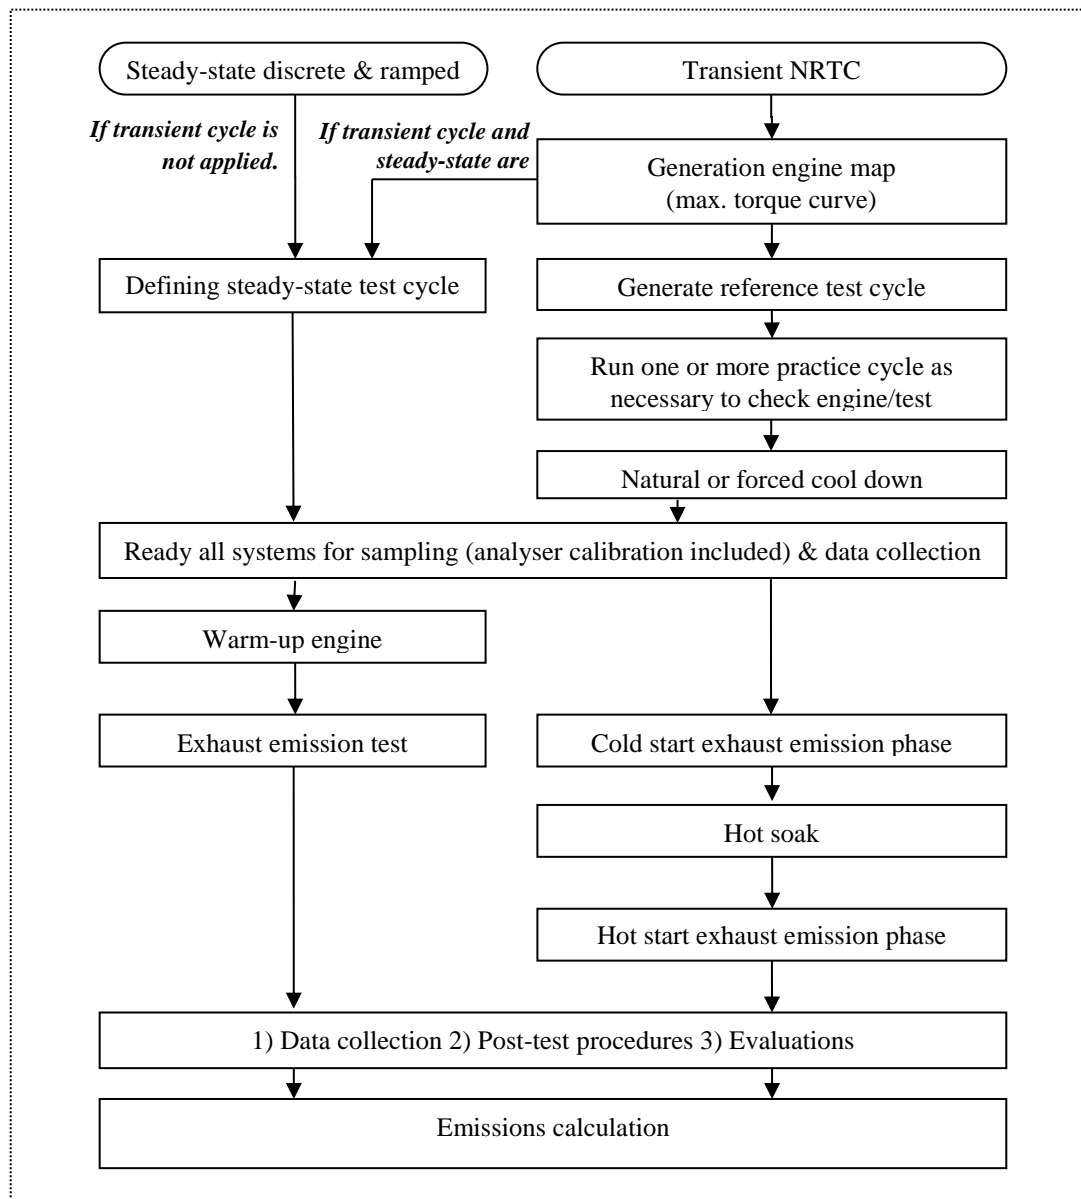 Steady-state discrete & ramped
Transient NRTC
If transient cycle is
not applied.
If transient cycle and
steady-state are
Generation engine map
(max. torque curve)
Defining steady-state test cycle
Generate reference test cycle
Run one or more practice cycle as
necessary to check engine/test
Natural or forced cool down
Ready all systems for sampling (analyser calibration included) & data collection
Warm-up engine
Exhaust emission test
Cold start exhaust emission phase
Hot soak
Hot start exhaust emission phase
1) Data collection 2) Post-test procedures 3) Evaluations
Emissions calculation